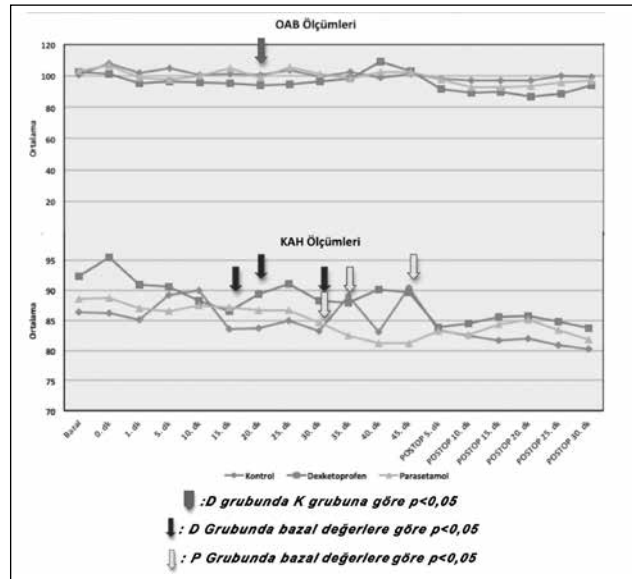 OAB Ölçümleri
120
100
80
60
40
20
Ortalama
KAH Ölçümleri
95
90
85
80
75
70
Ortalama
Bazal
0. dk
1. dk
5. dk
10. dk
15. dk
20. dk
25. dk
30. dk
35. dk
40. dk
45. dk
POSTOP 5. dk
POSTOP 10. dk
POSTOP 15. dk
POSTOP 20. dk
POSTOP 25. dk
POSTOP 30. dk
Kontrol Dexketoprofen Parasetamol
:D grubunda K grubuna göre p<0,05
: D Grubunda bazal değerlere göre p<0,05
: P Grubunda bazal değerlere göre p<0,05